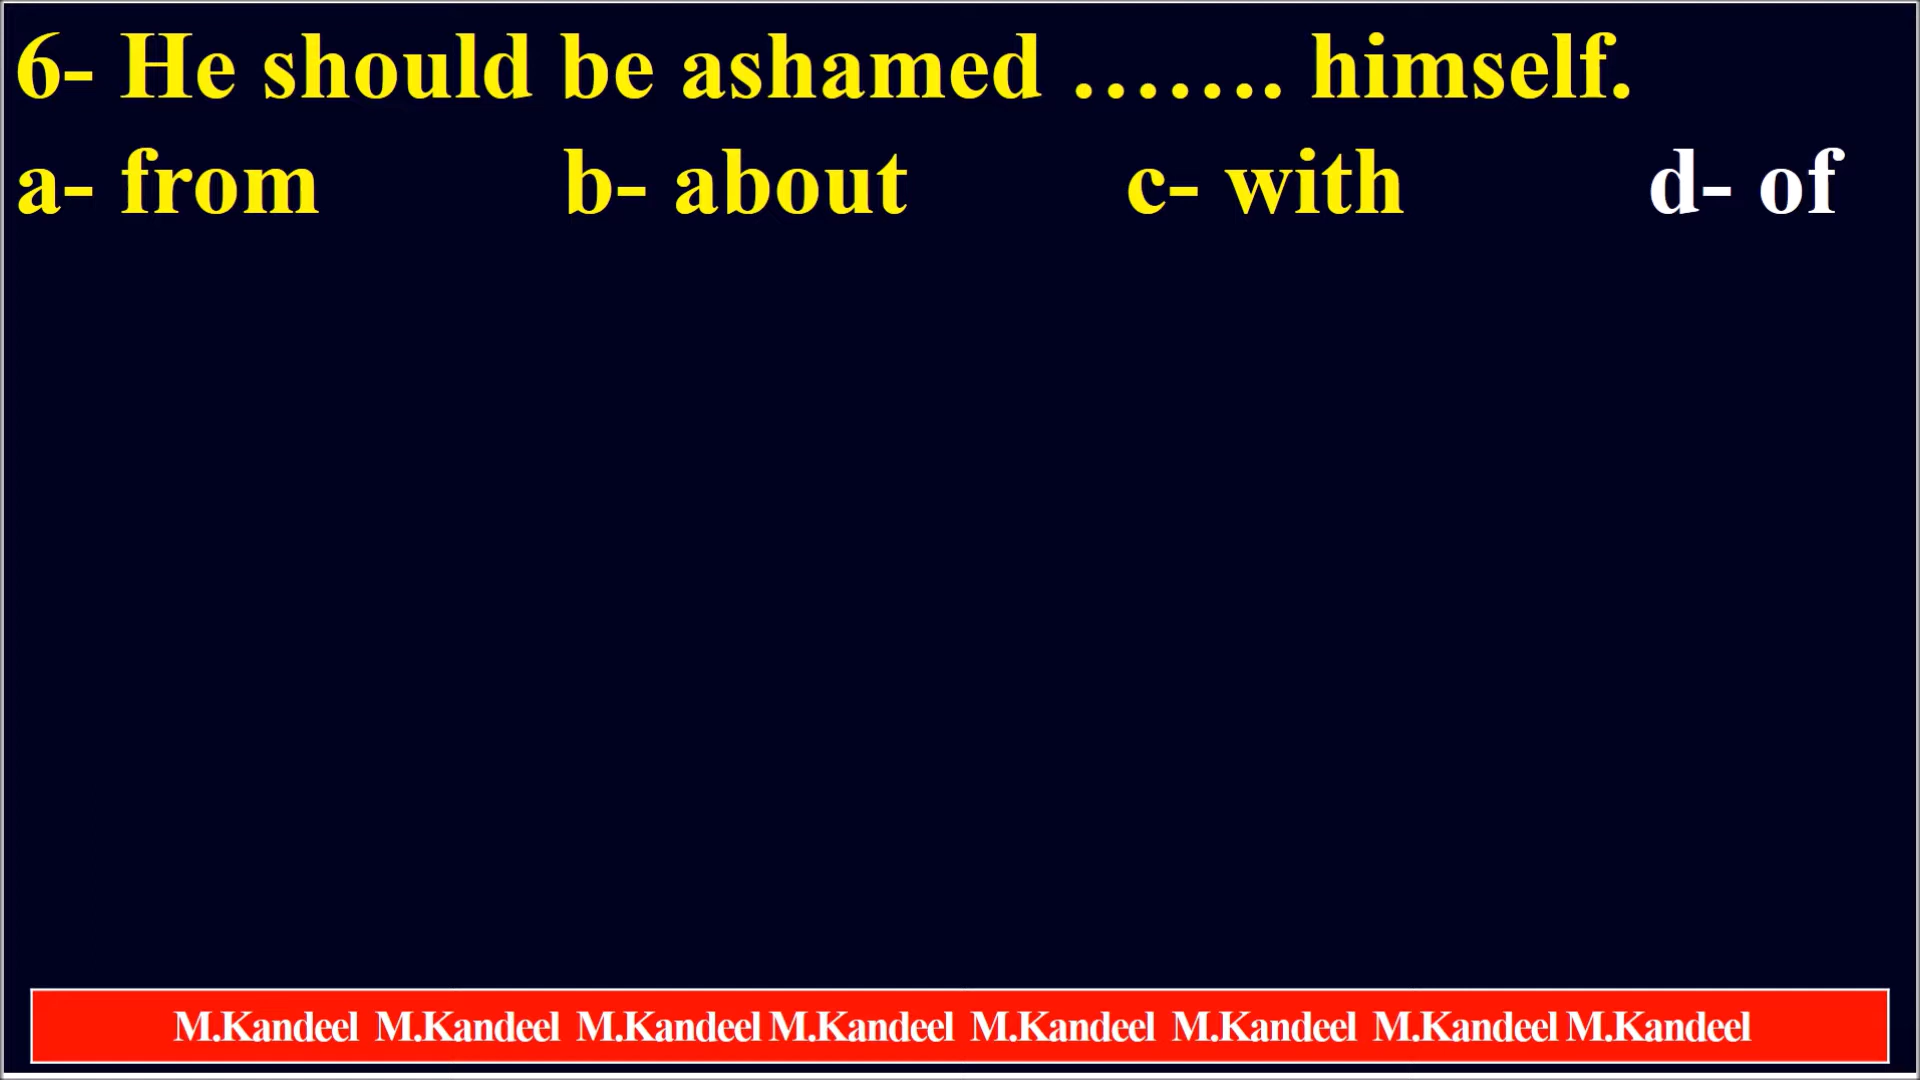 6- He should be ashamed ....... himself.
a- from b- about c- with d- of
M.Kandeel M.Kandeel M.Kandeel M.Kandeel M.Kandeel M.Kandeel M.Kandeel M.Kandeel